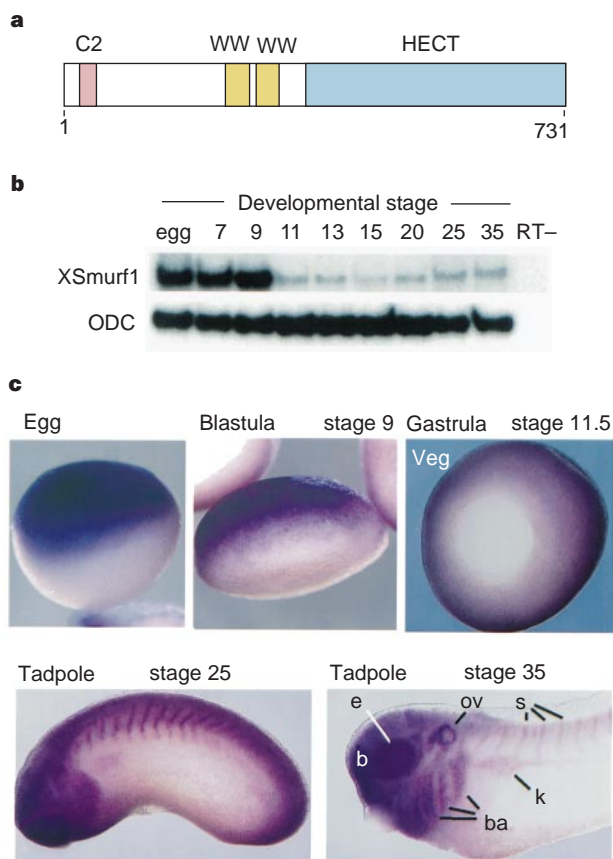 a
C2 WW WW HECT
1 731
b
Developmental stage
egg 7 9 11 13 15 20 25 35 RT–
XSmurf1
ODC
c
Egg Blastula stage 9 Gastrula stage 11.5
Veg
Tadpole stage 25 Tadpole stage 35
e ov s
b
k
ba